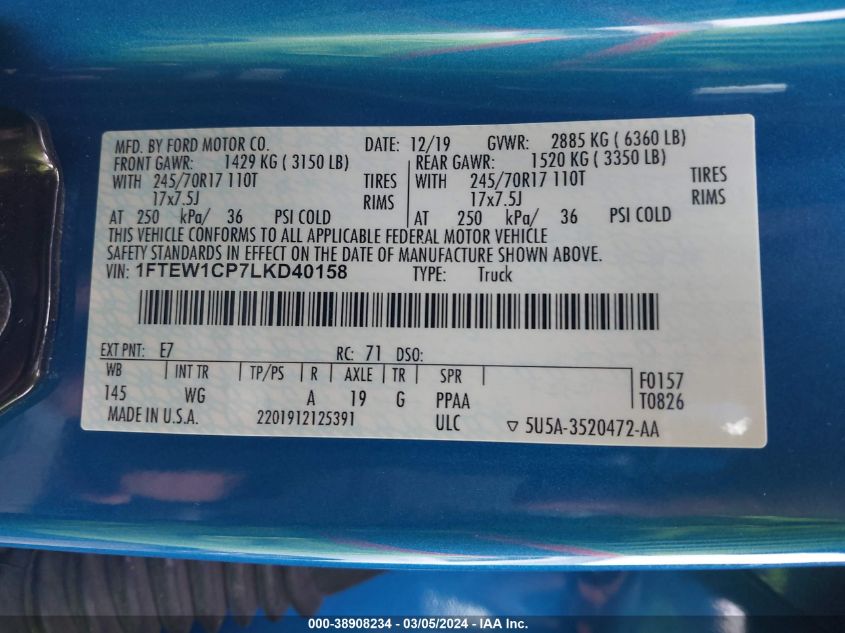 MFD. BY FORD MOTOR CO. DATE: 12/19 GVWR: 2885 KG ( 6360 LB)
FRONT GAWR: 1429 KG ( 3150 LB) REAR GAWR: 1520 KG ( 3350 LB)
WITH 245/70R17 110T TIRES WITH 245/70R17 110T TIRES
17x7.5J RIMS 17x7.5J RIMS
AT 250 kPa/ 36 PSI COLD AT 250 kPa/ 36 PSI COLD
THIS VEHICLE CONFORMS TO ALL APPLICABLE FEDERAL MOTOR VEHICLE
SAFETY STANDARDS IN EFFECT ON THE DATE OF MANUFACTURE SHOWN ABOVE.
VIN: 1FTEW1CP7LKD40158 TYPE: Truck
EXT PNT: E7 RC: 71 DSO:
WB INT TR TP/PS R AXLE TR SPR F0157
145 WG A 19 G PPAA T0826
MADE IN U.S.A. 2201912125391 ULC ▽ 5U5A-3520472-AA
000-38908234 - 03/05/2024 - IAA, Inc.